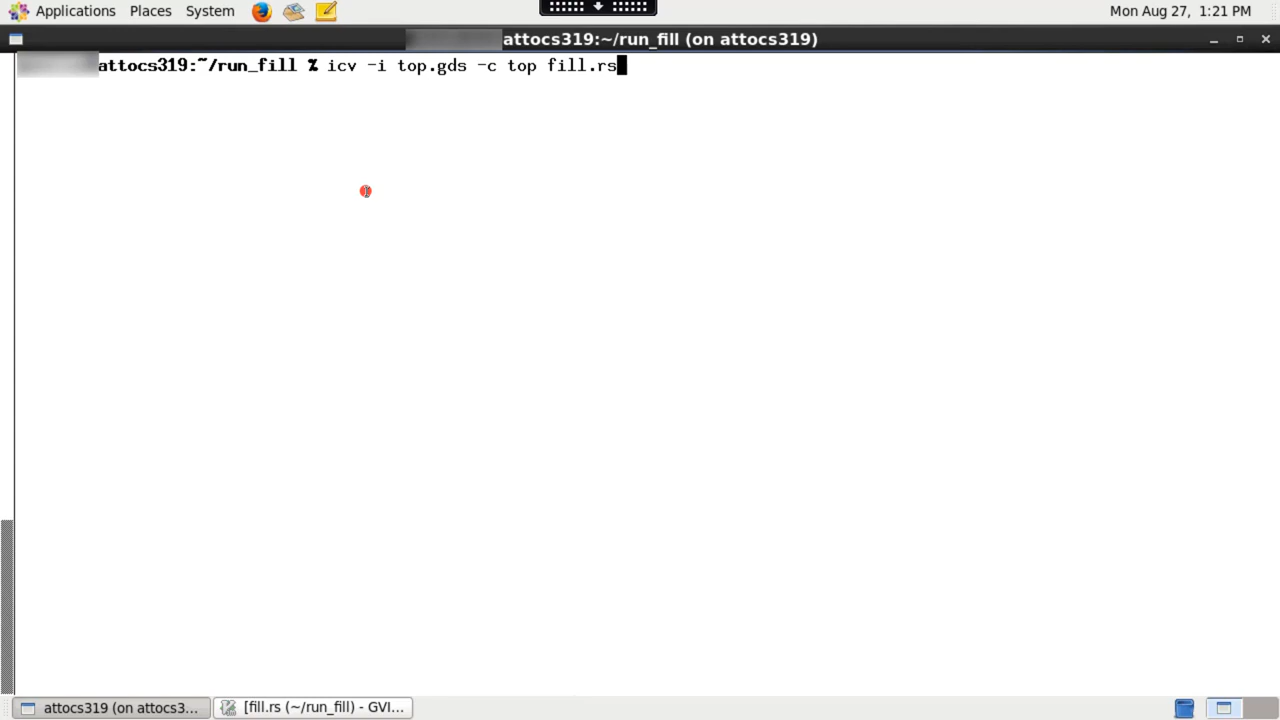 Applications Places System
Mon Aug 27, 1:21 PM
attocs319:~/run_fill (on attocs319)
attocs319:~/run_fill % icv -i top.gds -c top fill.rs
attocs319 (on attocs3...
[fill.rs (~/run_fill) - GVI...